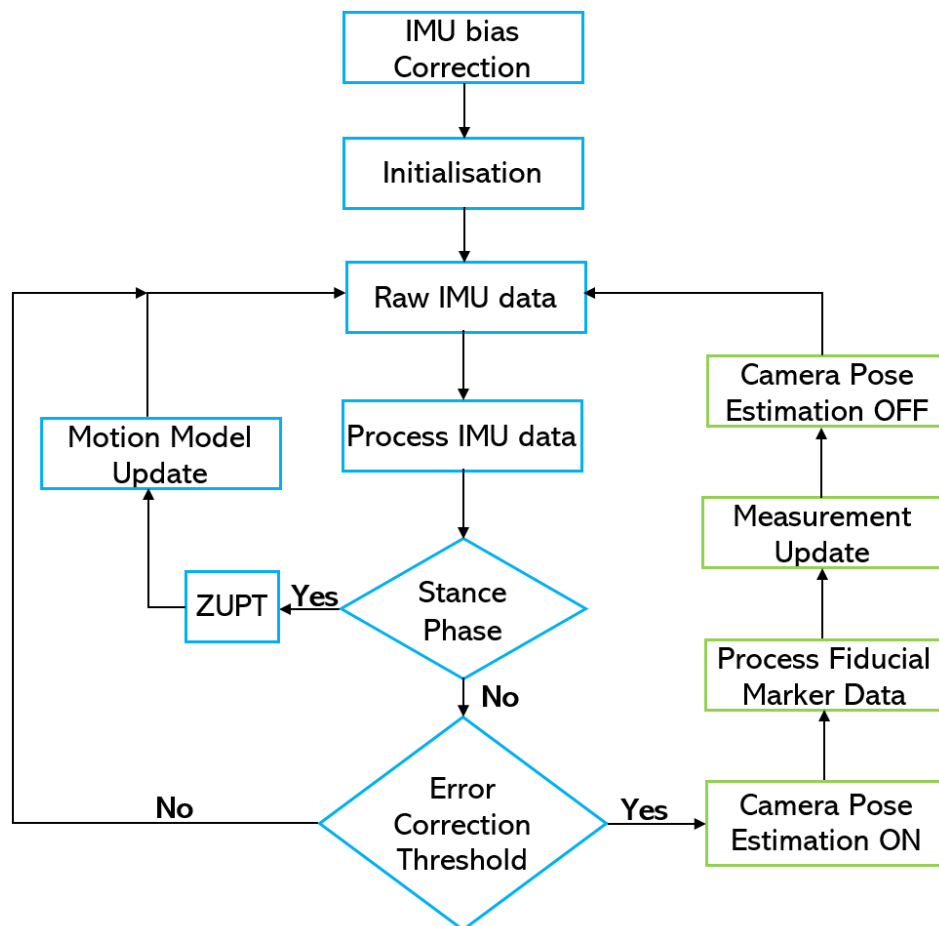 IMU bias
Correction
Initialisation
Raw IMU data
Process IMU data
Camera Pose
Estimation OFF
Motion Model
Update
Measurement
Update
ZUPT
Yes
Stance
Phase
Process Fiducial
Marker Data
No
Error
Correction
Threshold
No
Yes
Camera Pose
Estimation ON